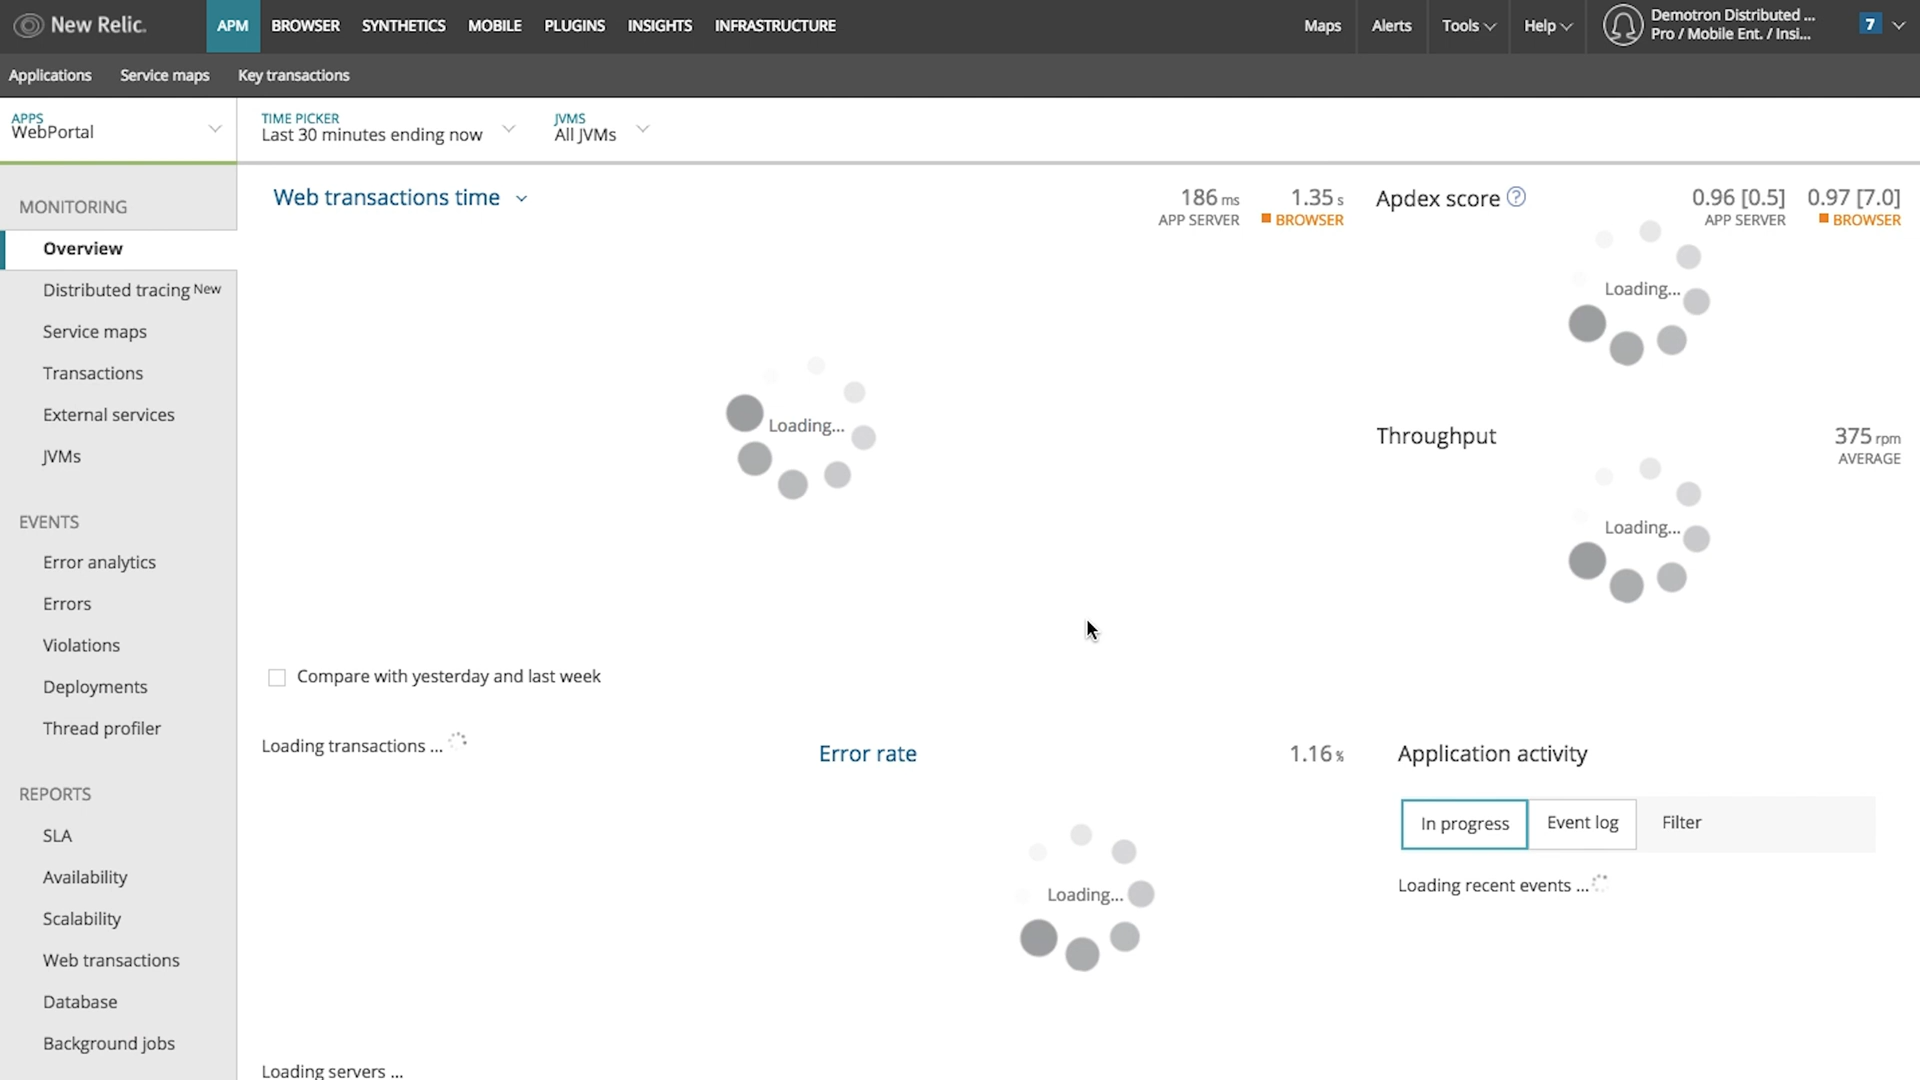 New Relic.
APM BROWSER SYNTHETICS MOBILE PLUGINS INSIGHTS INFRASTRUCTURE
Maps Alerts Tools Help
Demotron Distributed ...
Pro / Mobile Ent. / Insi...
7
Applications Service maps Key transactions
APPS
WebPortal
TIME PICKER
Last 30 minutes ending now
JVMS
All JVMs
MONITORING
Overview
Distributed tracing New
Service maps
Transactions
External services
JVMs
EVENTS
Error analytics
Errors
Violations
Deployments
Thread profiler
REPORTS
SLA
Availability
Scalability
Web transactions
Database
Background jobs
Web transactions time
186 ms
APP SERVER
1.35 s
BROWSER
Loading...
Compare with yesterday and last week
Apdex score ?
0.96 [0.5]
APP SERVER
0.97 [7.0]
BROWSER
Loading...
Throughput
375 rpm
AVERAGE
Loading...
Loading transactions ...
Error rate
1.16 %
Loading...
Application activity
In progress Event log Filter
Loading recent events ...
Loading servers ...